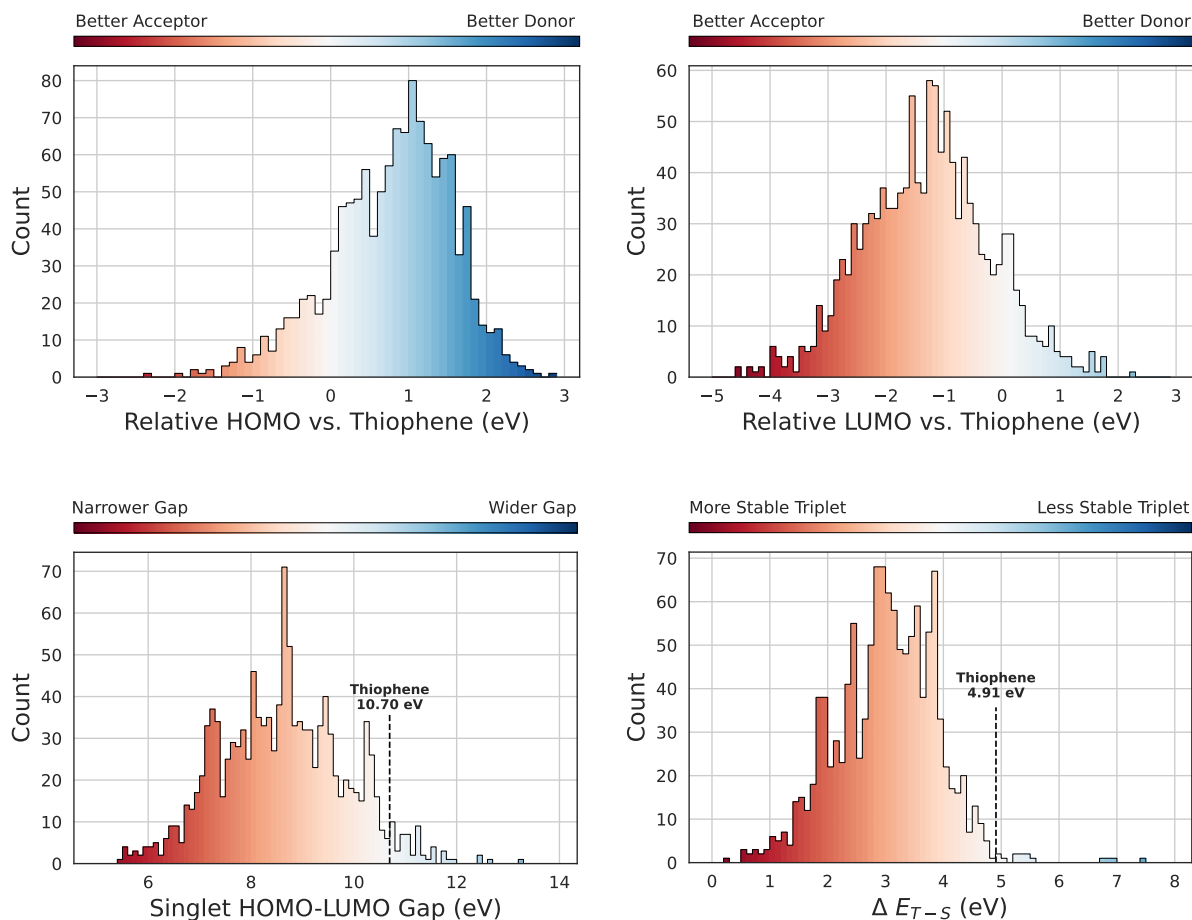 Better Acceptor Better Donor
80
70
60
50
40
30
20
10
0
Count
−3 −2 −1 0 1 2 3
Relative HOMO vs. Thiophene (eV)
Better Acceptor Better Donor
60
50
40
30
20
10
0
Count
−5 −4 −3 −2 −1 0 1 2 3
Relative LUMO vs. Thiophene (eV)
Narrower Gap Wider Gap
70
60
50
40
30
20
10
0
Count
Thiophene
10.70 eV
6 8 10 12 14
Singlet HOMO-LUMO Gap (eV)
More Stable Triplet Less Stable Triplet
70
60
50
40
30
20
10
0
Count
Thiophene
4.91 eV
0 1 2 3 4 5 6 7 8
Δ E_{T−S} (eV)